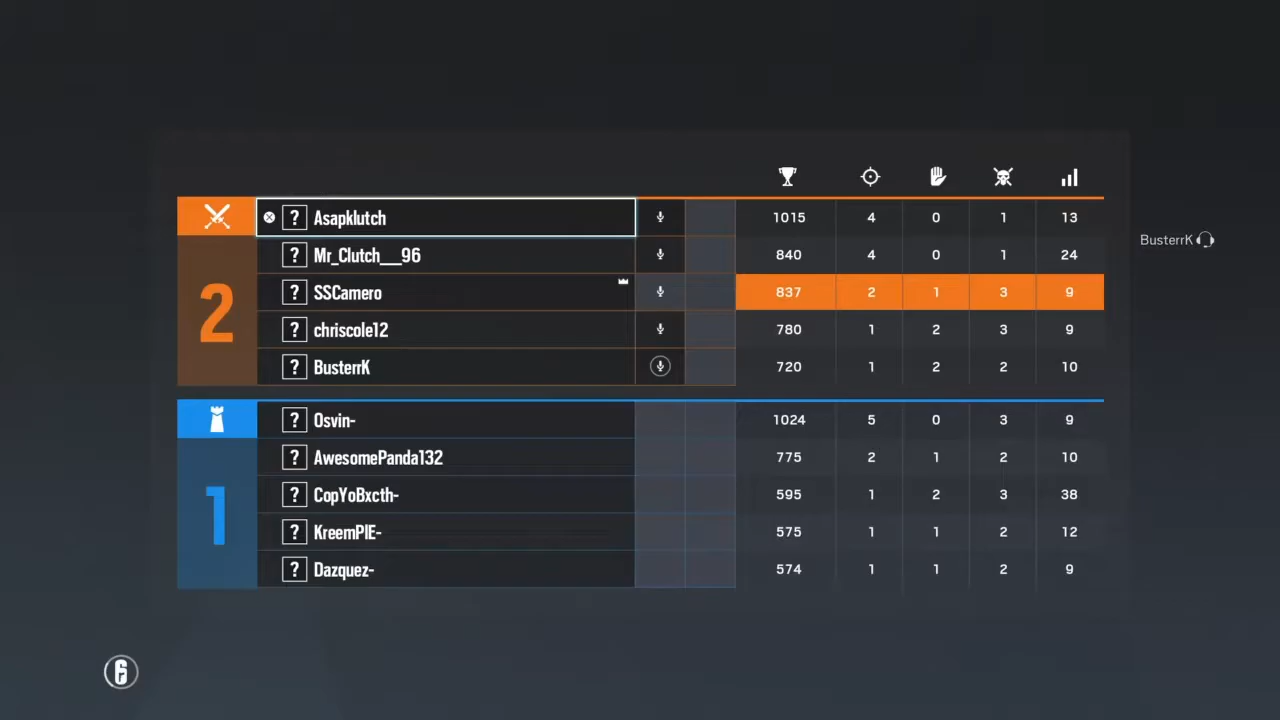 Asapklutch 1015 4 0 1 13
BusterrK
? Mr_Clutch__96 840 4 0 1 24
2 ? SSCamero 837 2 1 3 9
? chriscole12 780 1 2 3 9
? BusterrK 720 1 2 2 10
? Osvin- 1024 5 0 3 9
? AwesomePanda132 775 2 1 2 10
1 ? CopYoBxcth- 595 1 2 3 38
? KreemPIE- 575 1 1 2 12
? Dazquez- 574 1 1 2 9
6